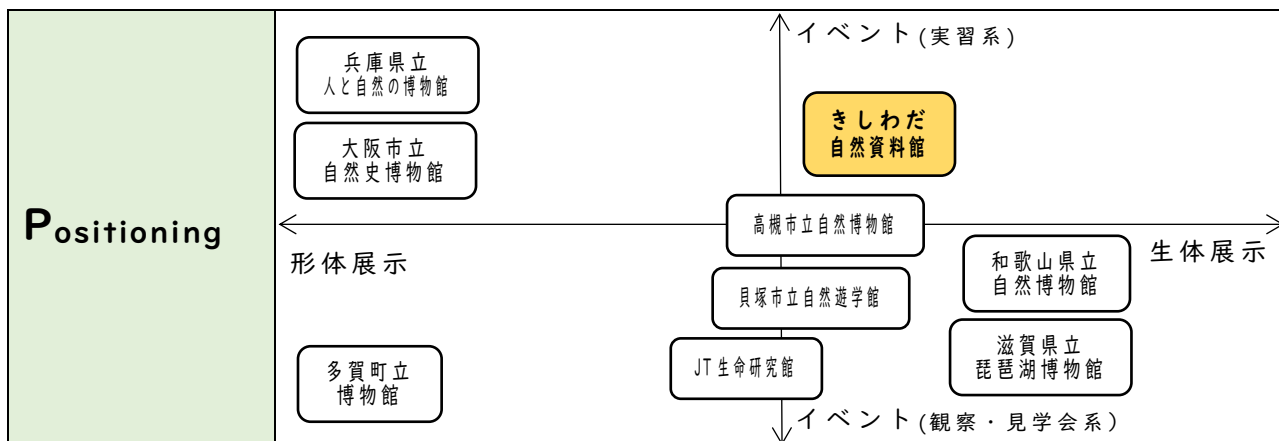 Positioning
イベント(実習系)
兵庫県立
人と自然の博物館
きしわだ
自然資料館
大阪市立
自然史博物館
高槻市立自然博物館
形体展示
生体展示
和歌山県立
自然博物館
貝塚市立自然遊学館
多賀町立
博物館
JT生命研究館
滋賀県立
琵琶湖博物館
イベント(観察・見学会系)